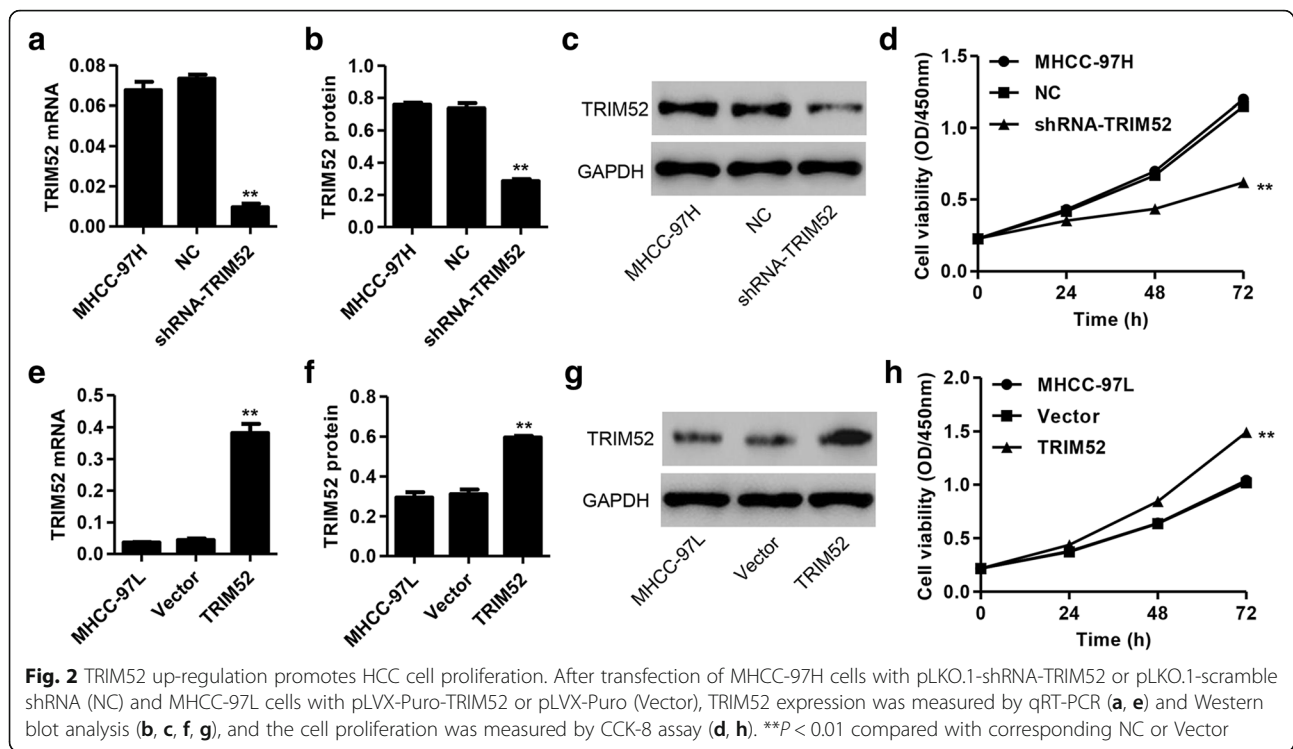 a
TRIM52 mRNA
0.08
0.06
0.04
0.02
0.00
**
MHCC-97H
NC
shRNA-TRIM52
b
TRIM52 protein
1.0
0.8
0.6
0.4
0.2
0.0
**
MHCC-97H
NC
shRNA-TRIM52
c
TRIM52
GAPDH
MHCC-97H
NC
shRNA-TRIM52
d
Cell viability (OD/450nm)
1.5
1.0
0.5
0.0
MHCC-97H
NC
shRNA-TRIM52
**
0 24 48 72
Time (h)
e
TRIM52 mRNA
0.5
0.4
0.3
0.2
0.1
0.0
**
MHCC-97L
Vector
TRIM52
f
TRIM52 protein
0.8
0.6
0.4
0.2
0.0
**
MHCC-97L
Vector
TRIM52
g
TRIM52
GAPDH
MHCC-97L
Vector
TRIM52
h
Cell viability (OD/450nm)
2.0
1.5
1.0
0.5
0.0
MHCC-97L
Vector
TRIM52
**
0 24 48 72
Time (h)
Fig. 2 TRIM52 up-regulation promotes HCC cell proliferation. After transfection of MHCC-97H cells with pLKO.1-shRNA-TRIM52 or pLKO.1-scramble
shRNA (NC) and MHCC-97L cells with pLVX-Puro-TRIM52 or pLVX-Puro (Vector), TRIM52 expression was measured by qRT-PCR (a, e) and Western
blot analysis (b, c, f, g), and the cell proliferation was measured by CCK-8 assay (d, h). **P < 0.01 compared with corresponding NC or Vector